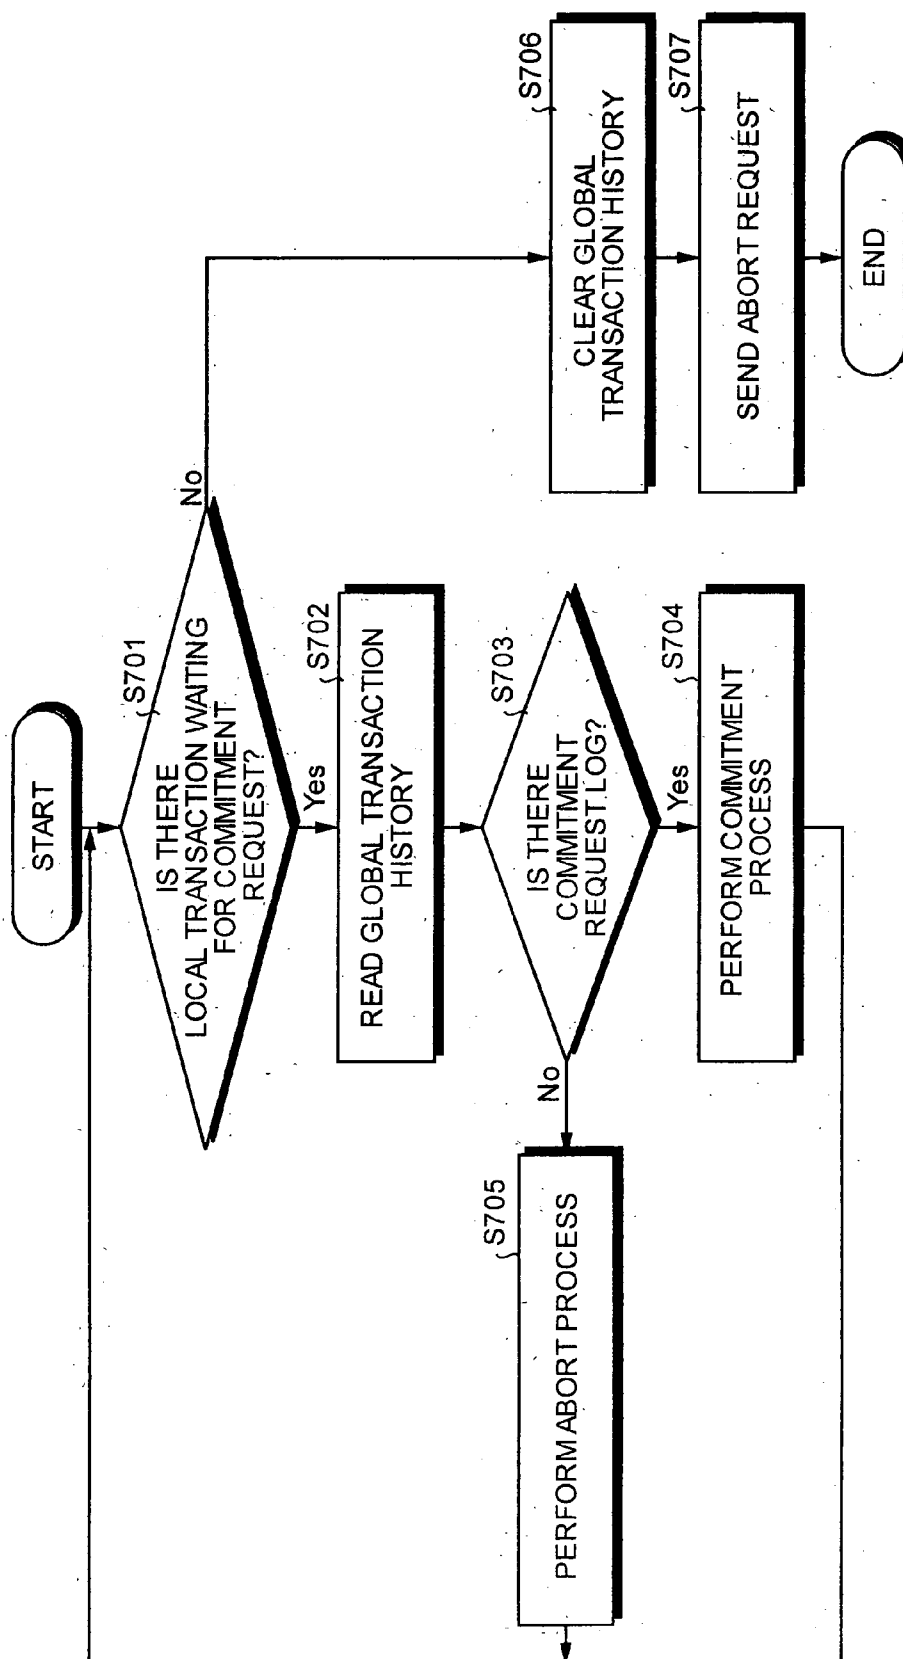 START
S701
IS THERE
LOCAL TRANSACTION WAITING
FOR COMMITMENT
REQUEST?
No
Yes
S702
READ GLOBAL TRANSACTION
HISTORY
S703
IS THERE
COMMITMENT
REQUEST LOG?
No
Yes
S704
PERFORM COMMITMENT
PROCESS
S705
PERFORM ABORT PROCESS
S706
CLEAR GLOBAL
TRANSACTION HISTORY
S707
SEND ABORT REQUEST
END